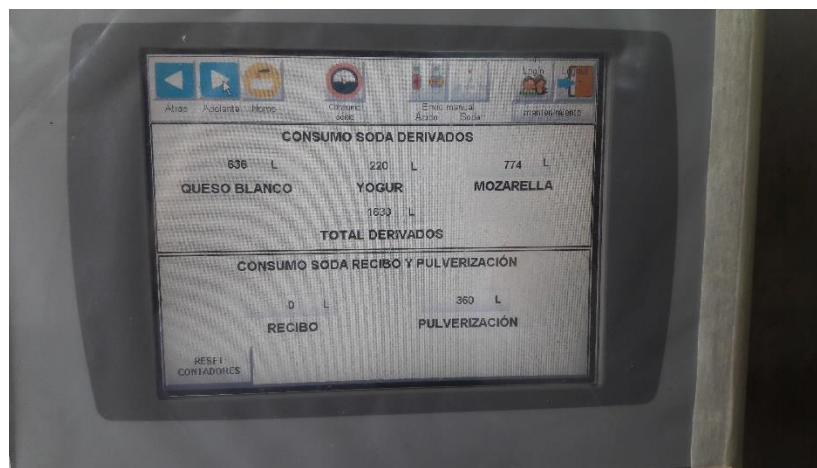 Login Logout
Atras Adelante Home Consumo soda Envio manual mantenimiento
Acido Soda
CONSUMO SODA DERIVADOS
636 L 220 L 774 L
QUESO BLANCO YOGUR MOZARELLA
1630 L
TOTAL DERIVADOS
CONSUMO SODA RECIBO Y PULVERIZACIÓN
0 L 360 L
RECIBO PULVERIZACIÓN
RESET
CONTADORES